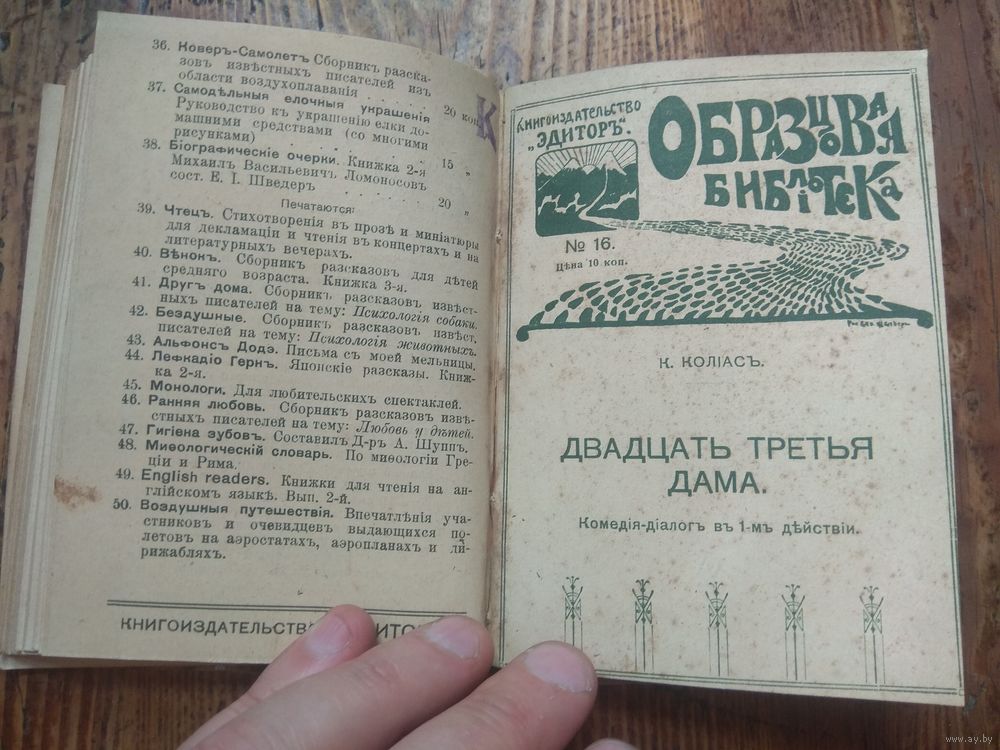 36. Коверъ-Самолетъ Сборникъ разска-
зовъ извѣстныхъ писателей изъ
области воздухоплаванія . . . . . . 20 коп.
37. Самодѣльныя елочныя украшенія
Руководство къ украшенію елки до-
машними средствами (со многими
рисунками) . . . . . . 15 „
38. Біографическіе очерки. Книжка 2-я
Михаилъ Васильевичъ Ломоносовъ
сост. Е. І. Шведеръ . . . . . . 20 „
Печатаются:
39. Чтецъ. Стихотворенія въ прозѣ и миніатюры
для декламаціи и чтенія въ концертахъ и на
литературныхъ вечерахъ.
40. Вѣнокъ. Сборникъ разсказовъ для дѣтей
средняго возраста. Книжка 3-я.
41. Другъ дома. Сборникъ разсказовъ извѣст-
ныхъ писателей на тему: Психологія собаки.
42. Бездушные. Сборникъ разсказовъ извѣст.
писателей на тему: Психологія животныхъ.
43. Альфонсъ Додэ. Письма съ моей мельницы.
44. Лефкадіо Гернъ. Японскіе разсказы. Книж-
ка 2-я.
45. Монологи. Для любительскихъ спектаклей.
46. Ранняя любовь. Сборникъ разсказовъ извѣ-
стныхъ писателей на тему: Любовь у дѣтей.
47. Гигіена зубовъ. Составилъ Д-ръ А. Шуппъ.
48. Миѳологическій словарь. По миѳологіи Гре-
ціи и Рима.
49. English readers. Книжки для чтенія на ан-
глійскомъ языкѣ. Вып. 2-й.
50. Воздушныя путешествія. Впечатлѣнія уча-
стниковъ и очевидцевъ выдающихся по-
летовъ на аэростатахъ, аэропланахъ и ди-
рижабляхъ.
КНИГОИЗДАТЕЛЬСТВ
К
Книгоиздательство
„Эдиторъ“.
Образцовая
библіотека
№ 16.
Цѣна 10 коп.
К. КОЛІАСЪ.
ДВАДЦАТЬ ТРЕТЬЯ
ДАМА.
Комедія-діалогъ въ 1-мъ дѣйствіи.
www.ay.by